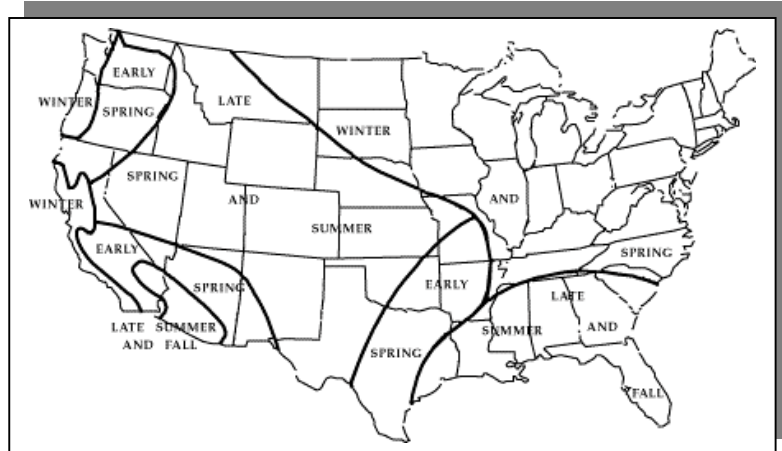 EARLY
WINTER
LATE
SPRING
WINTER
SPRING
AND
AND
WINTER
SUMMER
EARLY
SPRING
SPRING
EARLY
LATE
LATE
SUMMER
SUMMER
AND
AND
FALL
SPRING
FALL